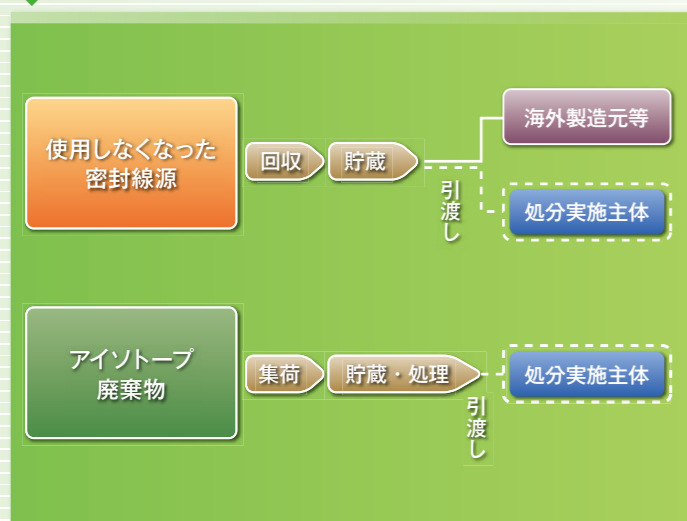 使用しなくなった
密封線源
回収
貯蔵
引渡し
海外製造元等
処分実施主体
アイソトープ
廃棄物
集荷
貯蔵・処理
引渡し
処分実施主体